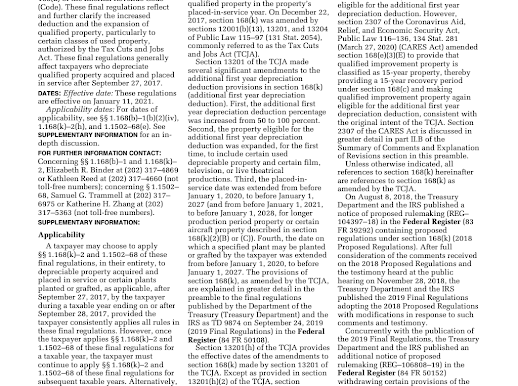 (Code). These final regulations reflect
and further clarify the increased
deduction and the expansion of
qualified property, particularly to
certain classes of used property,
authorized by the Tax Cuts and Jobs
Act. These final regulations generally
affect taxpayers who depreciate
qualified property acquired and placed
in service after September 27, 2017.
DATES: Effective date: These regulations
are effective on January 11, 2021.
Applicability dates: For dates of
applicability, see §§ 1.168(b)–1(b)(iv),
1.168(k)–2(h), and 1.1502–68(e). See
SUPPLEMENTARY INFORMATION for an in-
depth discussion.
FOR FURTHER INFORMATION CONTACT:
Concerning §§ 1.168(b)–1 and 1.168(k)–
2, Elizabeth R. Binder at (202) 317–4869
or Kathleen Reed at (202) 317–4660 (not
toll-free numbers); concerning § 1.1502–
68, Samuel G. Trammell at (202) 317–
6975 or Katherine H. Zhang at (202)
317–5363 (not toll-free numbers).
SUPPLEMENTARY INFORMATION:
Applicability
A taxpayer may choose to apply
§§ 1.168(k)–2 and 1.1502–68 of these
final regulations, in their entirety, to
depreciable property acquired and
placed in service or certain plants
planted or grafted, as applicable, after
September 27, 2017, by the taxpayer
during a taxable year ending on or after
September 28, 2017, provided the
taxpayer consistently applies all rules in
these final regulations. However, once
the taxpayer applies §§ 1.168(k)–2 and
1.1502–68 of these final regulations for
a taxable year, the taxpayer must
continue to apply §§ 1.168(k)–2 and
1.1502–68 of these final regulations for
subsequent taxable years. Alternatively,
qualified property in the property's
placed-in-service year. On December 22,
2017, section 168(k) was amended by
sections 12001(b)(13), 13201, and 13204
of Public Law 115–97 (131 Stat. 2054),
commonly referred to as the Tax Cuts
and Jobs Act (TCJA).
Section 13201 of the TCJA made
several significant amendments to the
additional first year depreciation
deduction provisions in section 168(k)
(additional first year depreciation
deduction). First, the additional first
year depreciation deduction percentage
was increased from 50 to 100 percent.
Second, the property eligible for the
additional first year depreciation
deduction was expanded, for the first
time, to include certain used
depreciable property and certain film,
television, or live theatrical
productions. Third, the placed-in-
service date was extended from before
January 1, 2020, to before January 1,
2027 (and from before January 1, 2021,
to before January 1, 2028, for longer
production period property or certain
aircraft property described in section
168(k)(2)(B) or (C)). Fourth, the date on
which a specified plant may be planted
or grafted by the taxpayer was extended
from before January 1, 2020, to before
January 1, 2027. The provisions of
section 168(k), as amended by the TCJA,
are explained in greater detail in the
preamble to the final regulations
published by the Department of the
Treasury (Treasury Department) and the
IRS as TD 9874 on September 24, 2019
(2019 Final Regulations) in the Federal
Register (84 FR 50108).
Section 13201(h) of the TCJA provides
the effective dates of the amendments to
section 168(k) made by section 13201 of
the TCJA. Except as provided in section
13201(h)(2) of the TCJA, section
eligible for the additional first year
depreciation deduction. However,
section 2307 of the Coronavirus Aid,
Relief, and Economic Security Act,
Public Law 116–136, 134 Stat. 281
(March 27, 2020) (CARES Act) amended
section 168(e)(3)(E) to provide that
qualified improvement property is
classified as 15-year property, thereby
providing a 15-year recovery period
under section 168(c) and making
qualified improvement property again
eligible for the additional first year
depreciation deduction, consistent with
the original intent of the TCJA. Section
2307 of the CARES Act is discussed in
greater detail in part II.B of the
Summary of Comments and Explanation
of Revisions section in this preamble.
Unless otherwise indicated, all
references to section 168(k) hereinafter
are references to section 168(k) as
amended by the TCJA.
On August 8, 2018, the Treasury
Department and the IRS published a
notice of proposed rulemaking (REG–
104397–18) in the Federal Register (83
FR 39292) containing proposed
regulations under section 168(k) (2018
Proposed Regulations). After full
consideration of the comments received
on the 2018 Proposed Regulations and
the testimony heard at the public
hearing on November 28, 2018, the
Treasury Department and the IRS
published the 2019 Final Regulations
adopting the 2018 Proposed Regulations
with modifications in response to such
comments and testimony.
Concurrently with the publication of
the 2019 Final Regulations, the Treasury
Department and the IRS published an
additional notice of proposed
rulemaking (REG–106808–19) in the
Federal Register (84 FR 50152)
withdrawing certain provisions of the